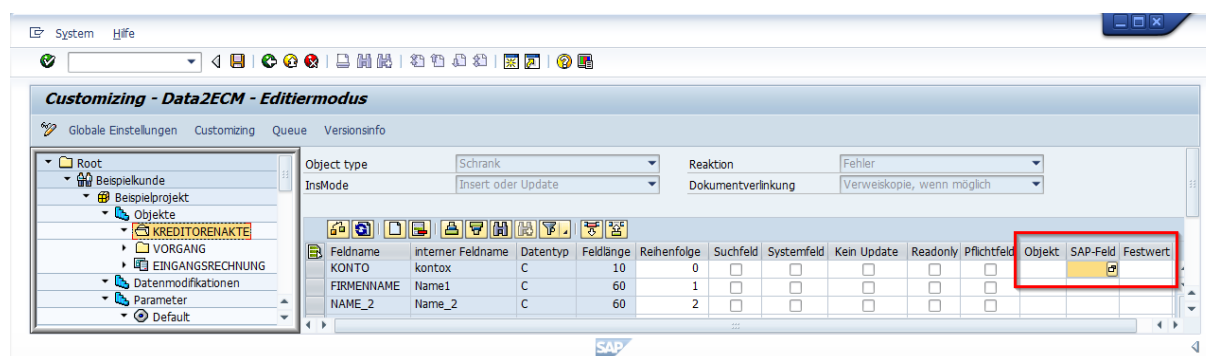 System Hilfe
Customizing - Data2ECM - Editiermodus
Globale Einstellungen Customizing Queue Versionsinfo
Root
Beispielkunde
Beispielprojekt
Objekte
KREDITORENAKTE
VORGANG
EINGANGSRECHNUNG
Datenmodifikationen
Parameter
Default
Object type Schrank Reaktion Fehler
InsMode Insert oder Update Dokumentverlinkung Verweiskopie, wenn möglich
Feldname interner Feldname Datentyp Feldlänge Reihenfolge Suchfeld Systemfeld Kein Update Readonly Pflichtfeld Objekt SAP-Feld Festwert
KONTO kontox C 10 0
FIRMENNAME Name1 C 60 1
NAME_2 Name_2 C 60 2
SAP